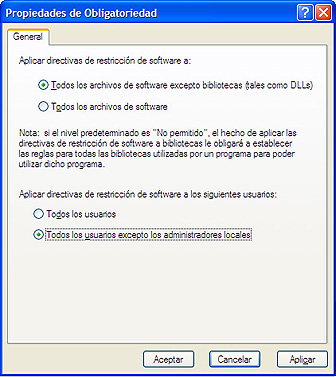 Propiedades de Obligatoriedad
General
Aplicar directivas de restricción de software a:
Todos los archivos de software excepto bibliotecas (tales como DLLs)
Todos los archivos de software
Nota: si el nivel predeterminado es "No pemitido", el hecho de aplicar las
directivas de restricción de software a bibliotecas le obligará a establecer
las reglas para todas las bibliotecas utilizadas por un programa para poder
utilizar dicho programa.
Aplicar directivas de restricción de software a los siguientes usuarios:
Todos los usuarios
Todos los usuarios excepto los administradores locales
Aceptar
Cancelar
Aplicar